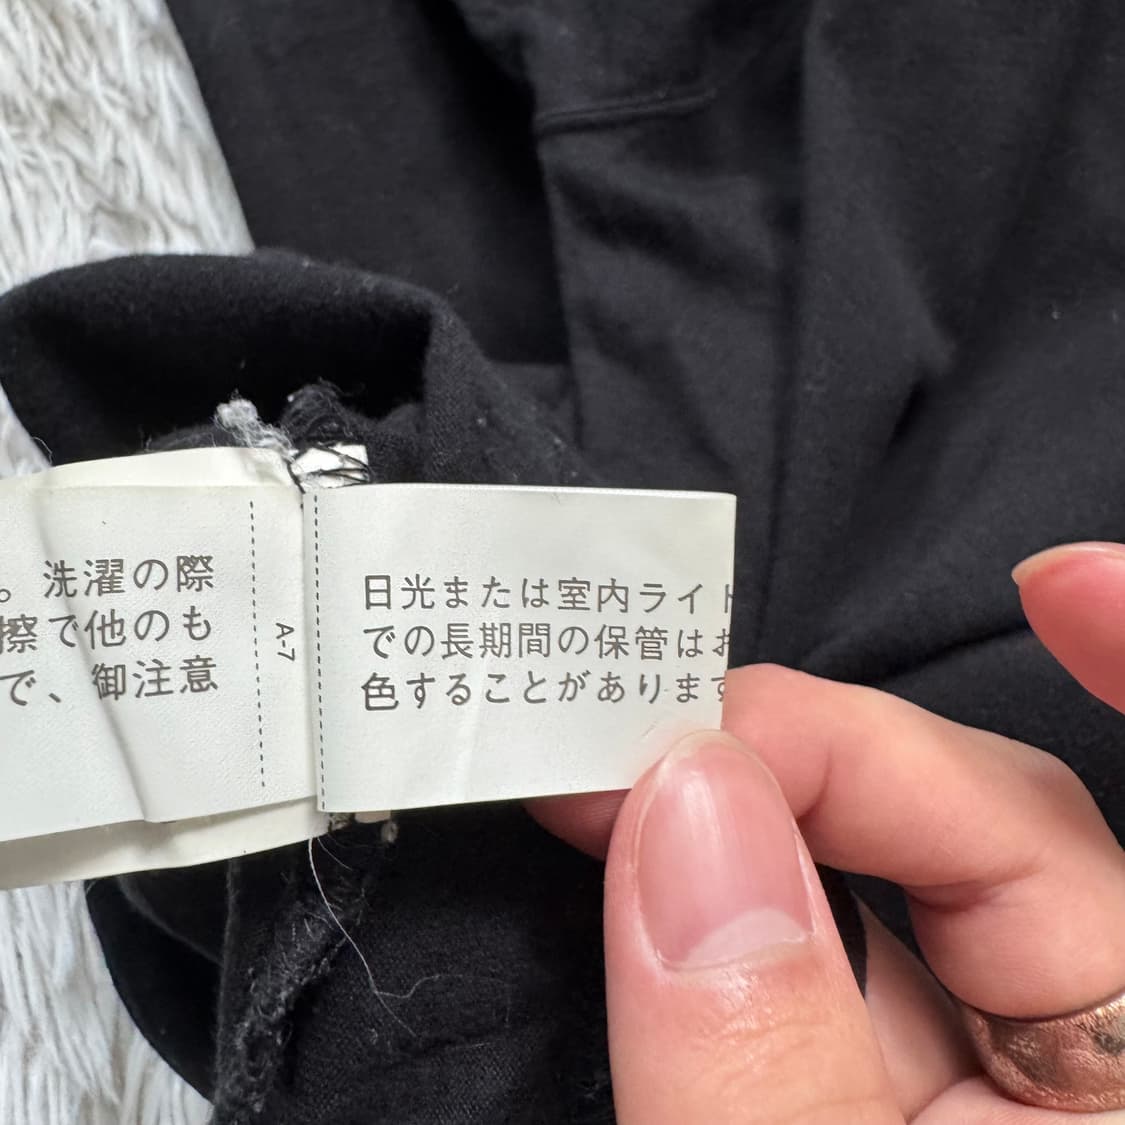 。洗濯の際
擦で他のも
で、御注意
A-7
日光または室内ライト
での長期間の保管はお
色することがあります